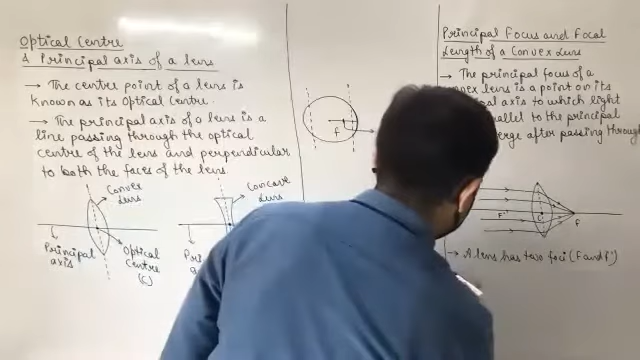 Optical Centre
& Principal axis of a lens
→ The centre point of a lens is
known as its Optical Centre.
→ The principal axis of a lens is a
line passing through the optical
centre of the lens and perpendicular
to both the faces of the lens
Convex
lens
Principal
axis
Optical
Centre
(C)
Concave
lens
Pri
f
Principal Focus and Focal
Length of a Convex Lens
→ The principal focus of a
convex lens is a point on its
axis to which light
parallel to the principal
erge after passing through
F'
C
F
→ A lens has two foci (F and F')